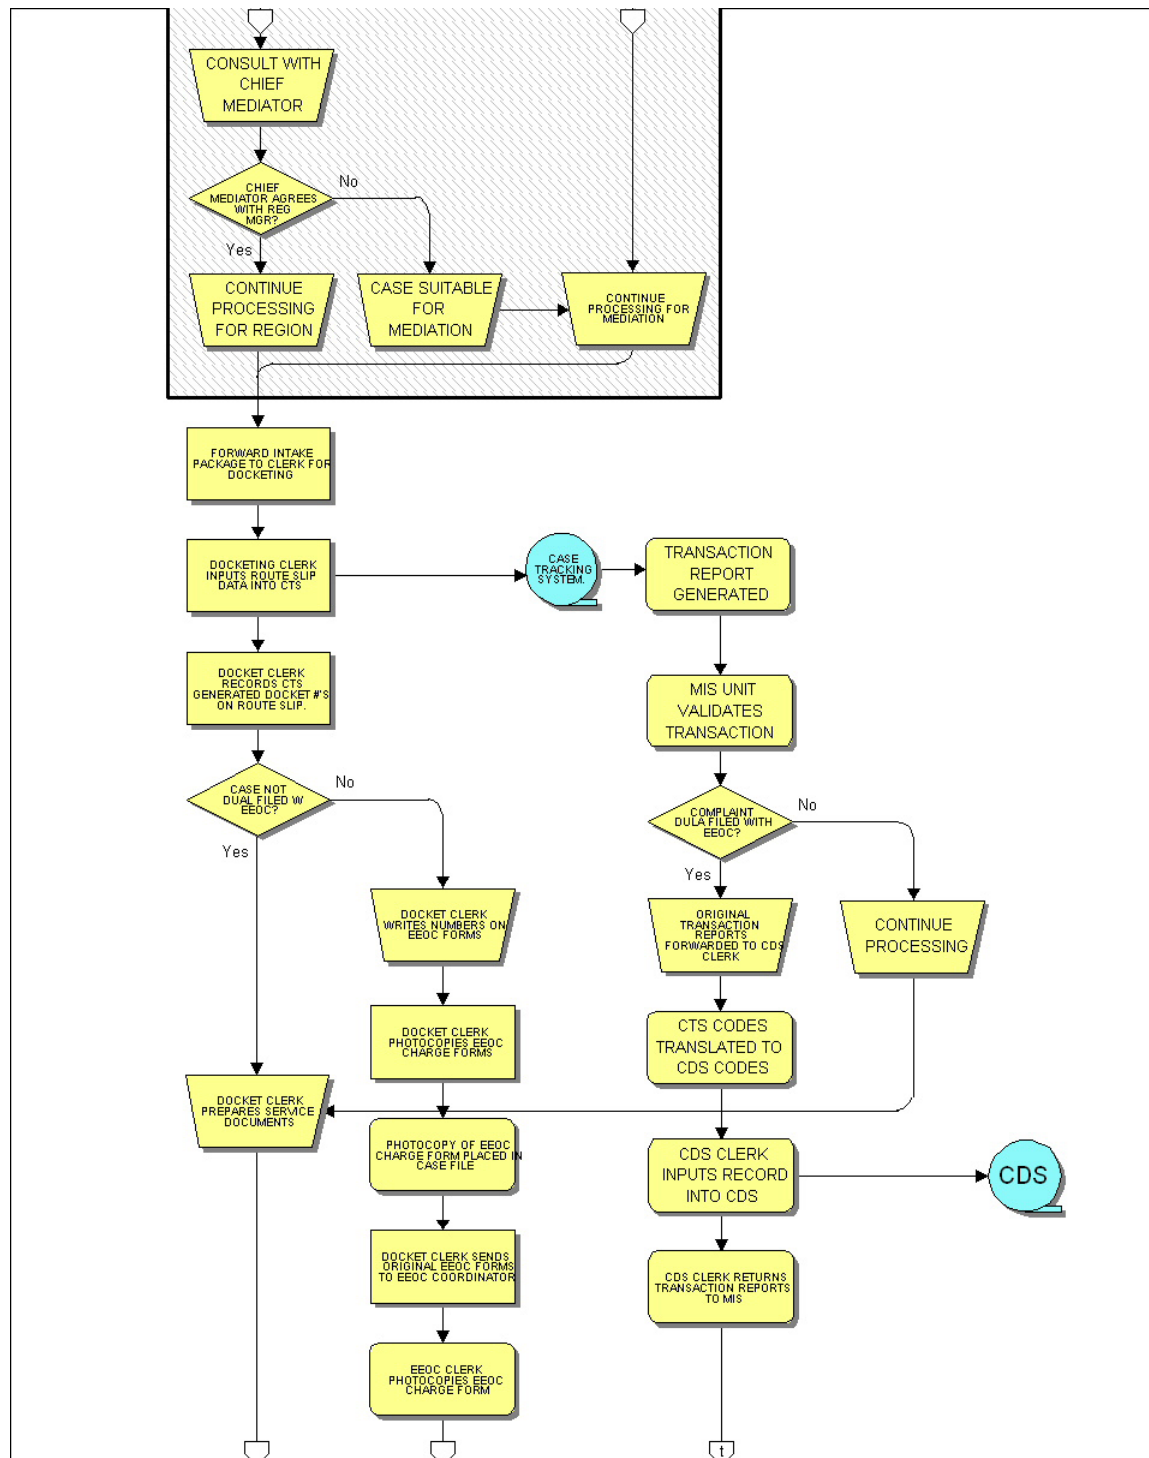 CONSULT WITH
CHIEF
MEDIATOR
CHIEF
MEDIATOR AGREES
WITH REG
MGR?
No
Yes
CONTINUE
PROCESSING
FOR REGION
CASE SUITABLE
FOR
MEDIATION
CONTINUE
PROCESSING FOR
MEDIATION
FORWARD INTAKE
PACKAGE TO CLERK FOR
DOCKETING
DOCKETING CLERK
INPUTS ROUTE SLIP
DATA INTO CTS
CASE
TRACKING
SYSTEM.
TRANSACTION
REPORT
GENERATED
DOCKET CLERK
RECORDS CTS
GENERATED DOCKET #'S
ON ROUTE SLIP.
MIS UNIT
VALIDATES
TRANSACTION
CASE NOT
DUAL FILED W
EEOC?
No
Yes
COMPLAINT
DULA FILED WITH
EEOC?
No
Yes
DOCKET CLERK
WRITES NUMBERS ON
EEOC FORMS
ORIGINAL
TRANSACTION
REPORTS
FORWARDED TO CDS
CLERK
CONTINUE
PROCESSING
DOCKET CLERK
PHOTOCOPIES EEOC
CHARGE FORMS
CTS CODES
TRANSLATED TO
CDS CODES
DOCKET CLERK
PREPARES SERVICE
DOCUMENTS
PHOTOCOPY OF EEOC
CHARGE FORM PLACED IN
CASE FILE
CDS CLERK
INPUTS RECORD
INTO CDS
CDS
DOCKET CLERK SENDS
ORIGINAL EEOC FORMS
TO EEOC COORDINATOR
CDS CLERK RETURNS
TRANSACTION REPORTS
TO MIS
EEOC CLERK
PHOTOCOPIES EEOC
CHARGE FORM
t